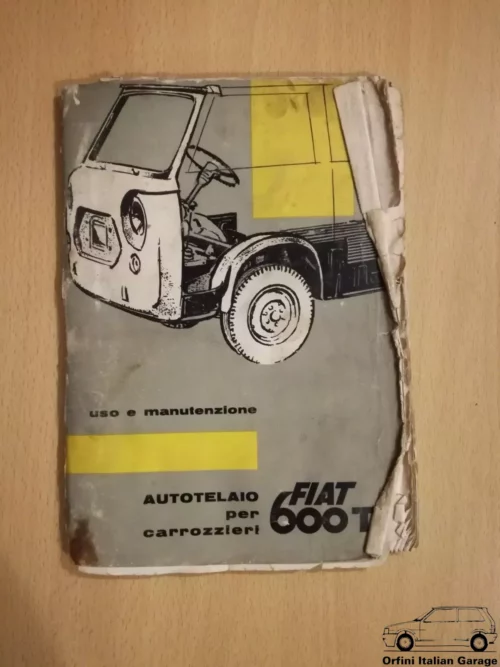 uso e manutenzione
AUTOTELAIO
per
carrozzieri
FIAT
600T
Orfini Italian Garage